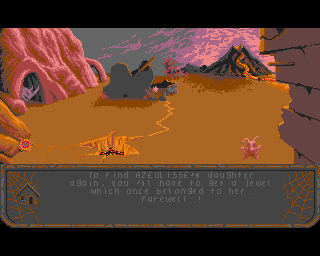 To find AZEULISSE's daughter
again, you'll have to get a jewel
which once belonged to her.
Farewell !